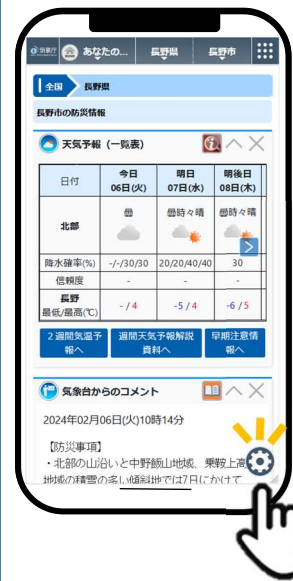 気象庁 あなたの... 長野県 長野市
全国 長野県
長野市の防災情報
天気予報 (一覧表)
日付 今日 06日(火) 明日 07日(水) 明後日 08日(木)
北部 曇 曇時々晴 曇時々晴
降水確率(%) -/-/30/30 20/20/40/40 30
信頼度 - - -
長野 最低/最高(℃) - / 4 -5 / 4 -6 / 5
2週間気温予報へ 週間天気予報解説資料へ 早期注意情報へ
気象台からのコメント
2024年02月06日(火)10時14分
【防災事項】
・北部の山沿いと中野飯山地域、乗鞍上高
地域の積雪の多い傾斜地では7日にかけて